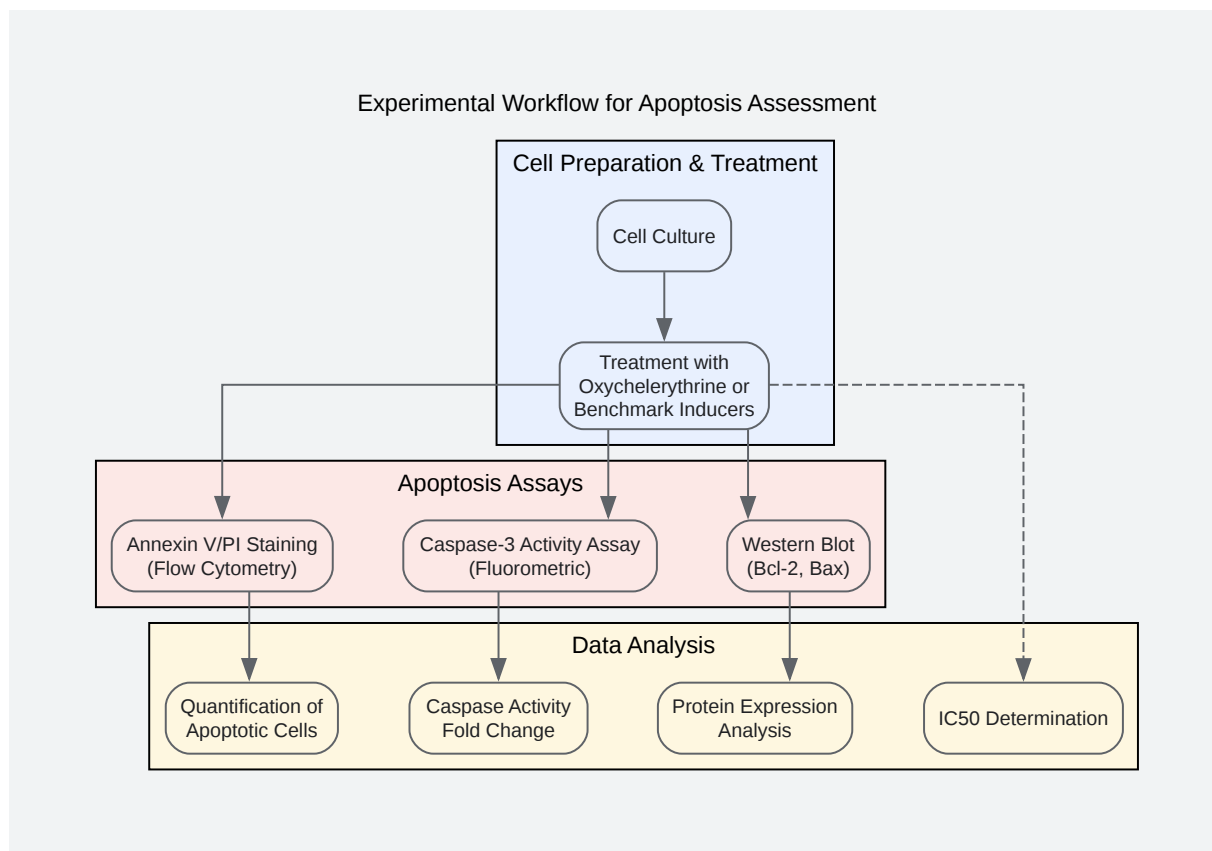 Experimental Workflow for Apoptosis Assessment
Cell Preparation & Treatment
Cell Culture
Treatment with
Oxychelerythrine or
Benchmark Inducers
Apoptosis Assays
Annexin V/PI Staining
(Flow Cytometry)
Caspase-3 Activity Assay
(Fluorometric)
Western Blot
(Bcl-2, Bax)
Data Analysis
Quantification of
Apoptotic Cells
Caspase Activity
Fold Change
Protein Expression
Analysis
IC50 Determination